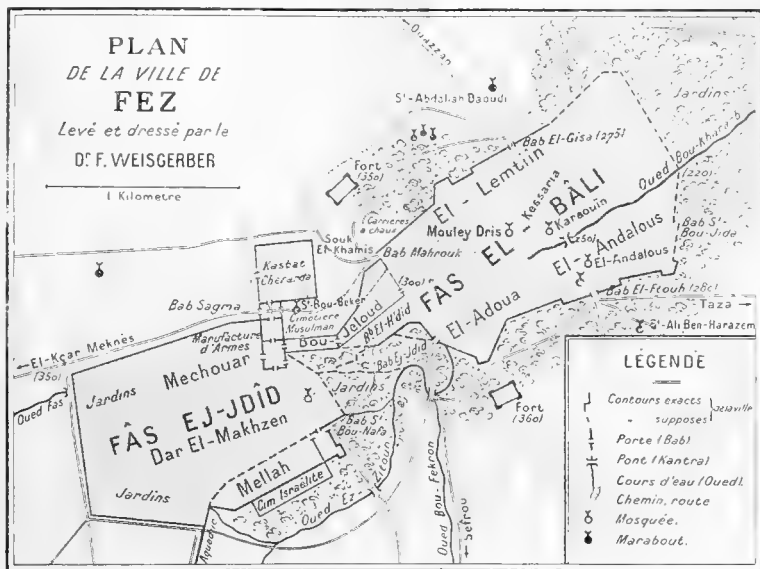 PLAN
DE LA VILLE DE
FEZ
Levé et dressé par le
Dr. F. WEISGERBER
1 Kilometre
Ouazzan
St-Abdallah Daoudi
Jardins
Bab El-Gisa (275)
Fort
(350)
El-Lemtiin
Oued Bou-Kharareb
(220)
Kessaria
Mouley Dris
Karaouin
(250)
FÂS EL-BÂLI
Carrières
à chaux
Souk
El-Khamis
Bab Mahrouk
El-Andalous
El-Andalous
Bab St-
Bou-Jida
Kasbat
Cherarda
(300)
Bab El-Ftouh (280)
Taza
El-Adoua
Bab Sagma
St-Bou-Beker
Cimetière
Musulman
Bou-Jeloud
Bab El-H'did
St-Ali Ben-Harazem
Manufacture
d'Armes
El-Kçar Meknès
(350)
Mechouar
Bab Ej-Jdid
Oued Fas
Jardins
Jardins
Fort
(360)
FÂS EJ-JDÎD
Dar El-Makhzen
Bab St-
Bou-Nafa
Mellah
Cim Israélite
Jardins
Oued Ez-Zitoun
Oued Bou-Fekron
Sefrou
Aqueduc
LÉGENDE
Contours exacts
" supposés
de la ville
Porte (Bab)
Pont (Kantra)
Cours d'eau (Oued).
Chemin, route
Mosquée.
Marabout.